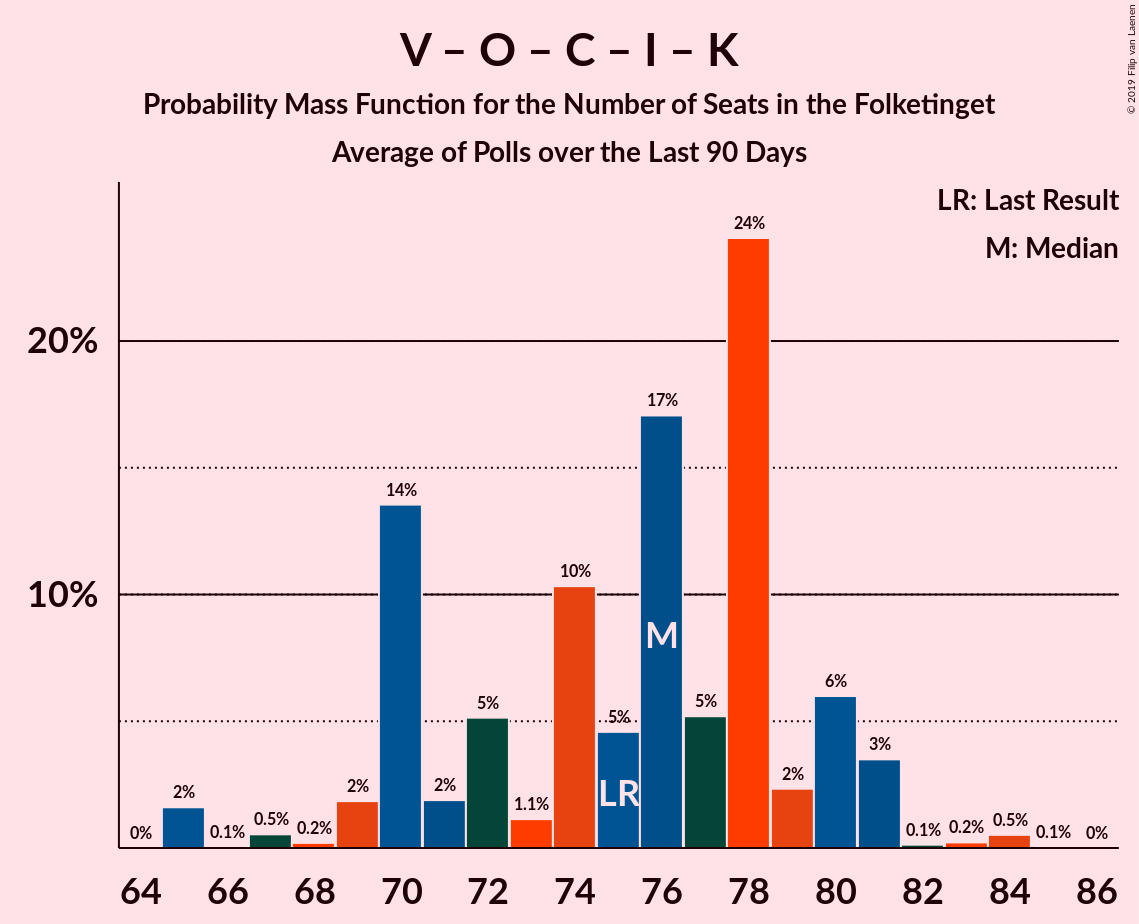 V – O – C – I – K
Probability Mass Function for the Number of Seats in the Folketinget
Average of Polls over the Last 90 Days
© 2019 Filip van Laenen
LR: Last Result
M: Median
20%
10%
0%
2%
0.1%
0.5%
0.2%
2%
14%
2%
5%
1.1%
10%
5%
LR
17%
M
5%
24%
2%
6%
3%
0.1%
0.2%
0.5%
0.1%
0%
64 66 68 70 72 74 76 78 80 82 84 86